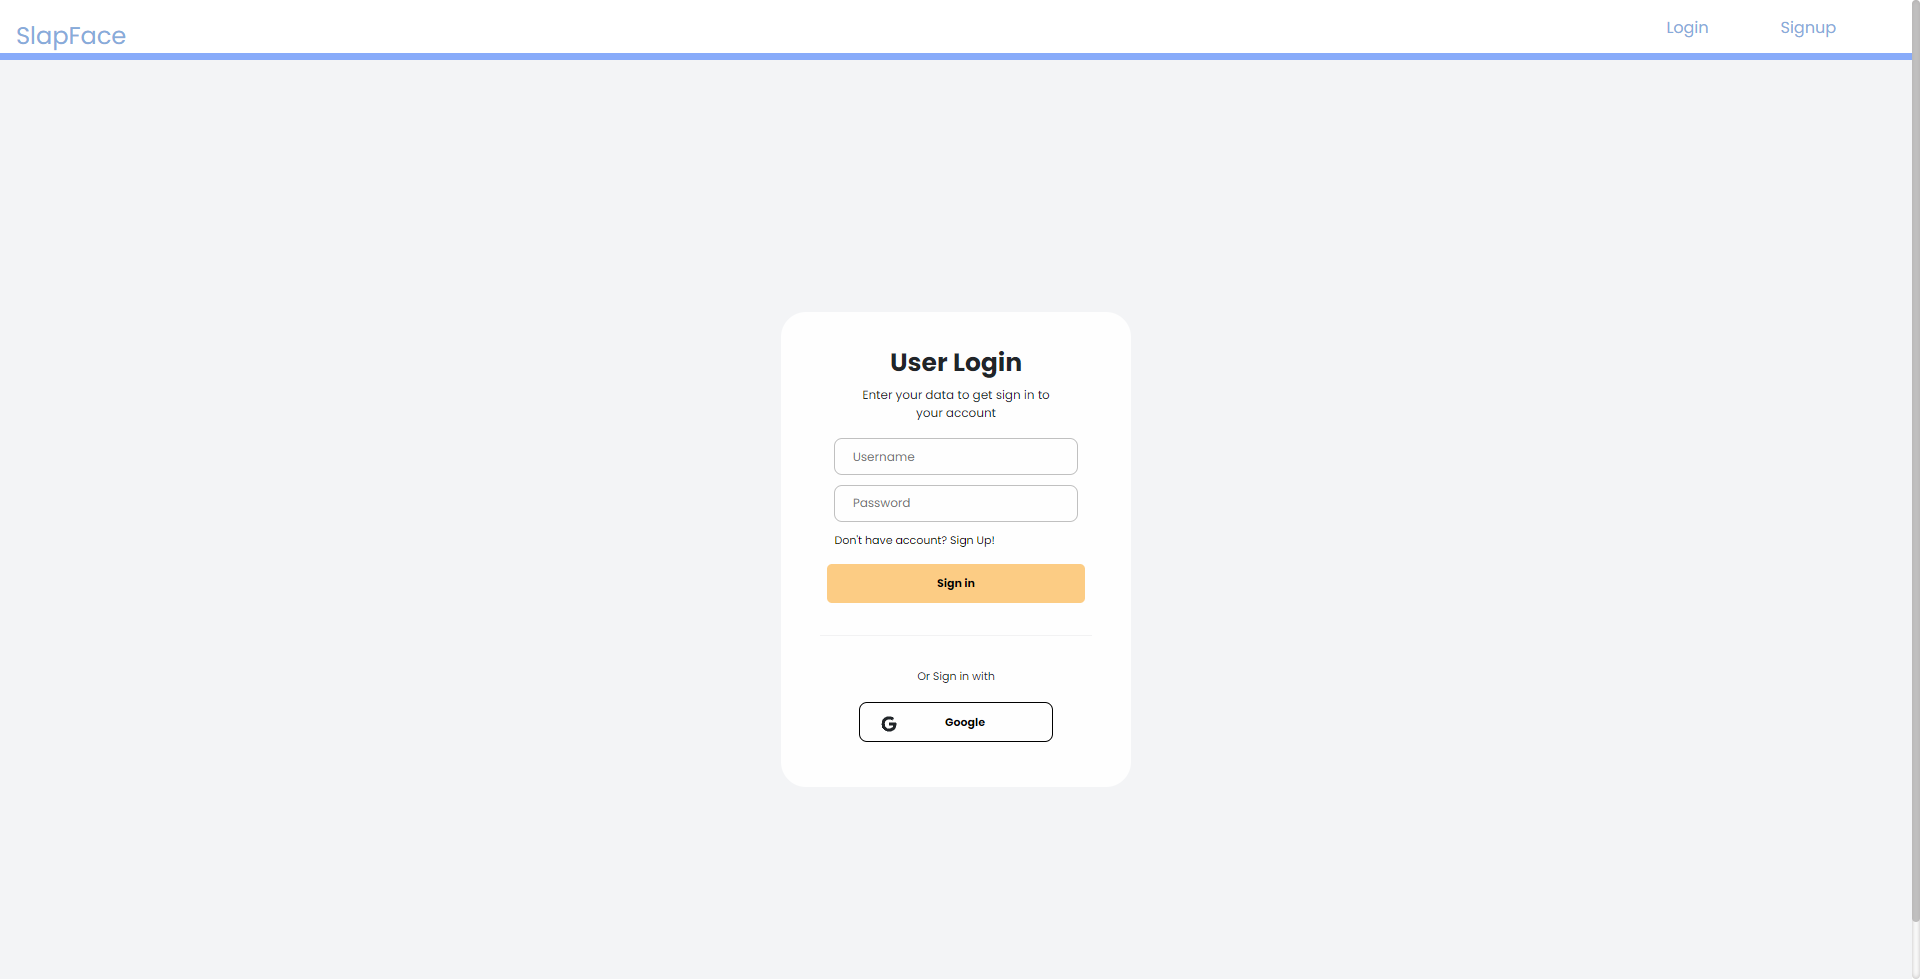 SlapFace
Login
Signup
User Login
Enter your data to get sign in to
your account
Username
Password
Don't have account? Sign Up!
Sign in
Or Sign in with
Google